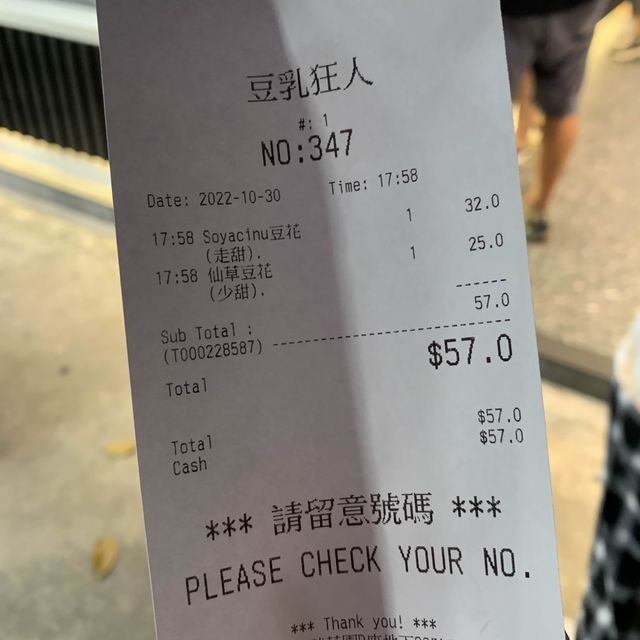 豆乳狂人
#: 1
NO:347
Date: 2022-10-30 Time: 17:58
17:58 Soyacinu豆花 1 32.0
(走甜).
17:58 仙草豆花 1 25.0
(少甜).
------
Sub Total : 57.0
(T000228587) ----------------------------
Total $57.0
Total $57.0
Cash $57.0
*** 請留意號碼 ***
PLEASE CHECK YOUR NO.
*** Thank you! ***